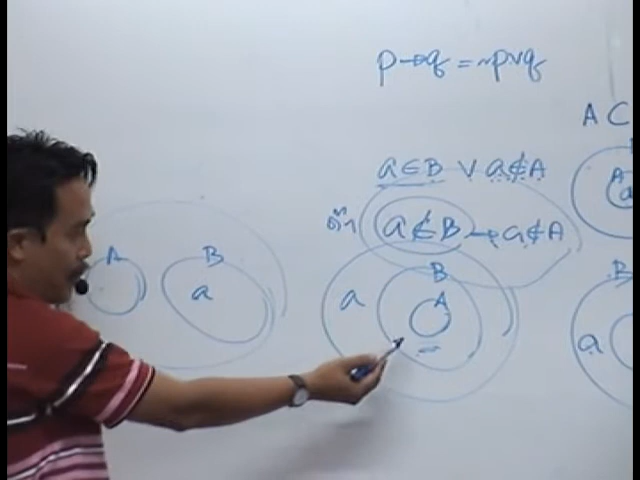 p→q = ~p∨q
A ⊂
a∈B ∨ a∉A
A
ถ้า a∉B → a∉A
A B B
a a A
B
a